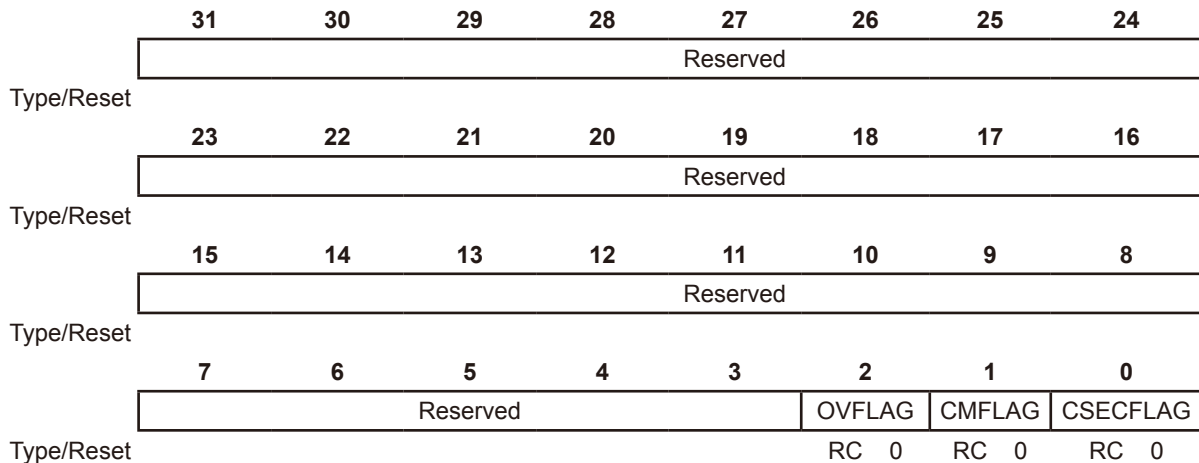 31 30 29 28 27 26 25 24
Reserved
Type/Reset
23 22 21 20 19 18 17 16
Reserved
Type/Reset
15 14 13 12 11 10 9 8
Reserved
Type/Reset
7 6 5 4 3 2 1 0
Reserved OVFLAG CMFLAG CSECFLAG
Type/Reset RC 0 RC 0 RC 0